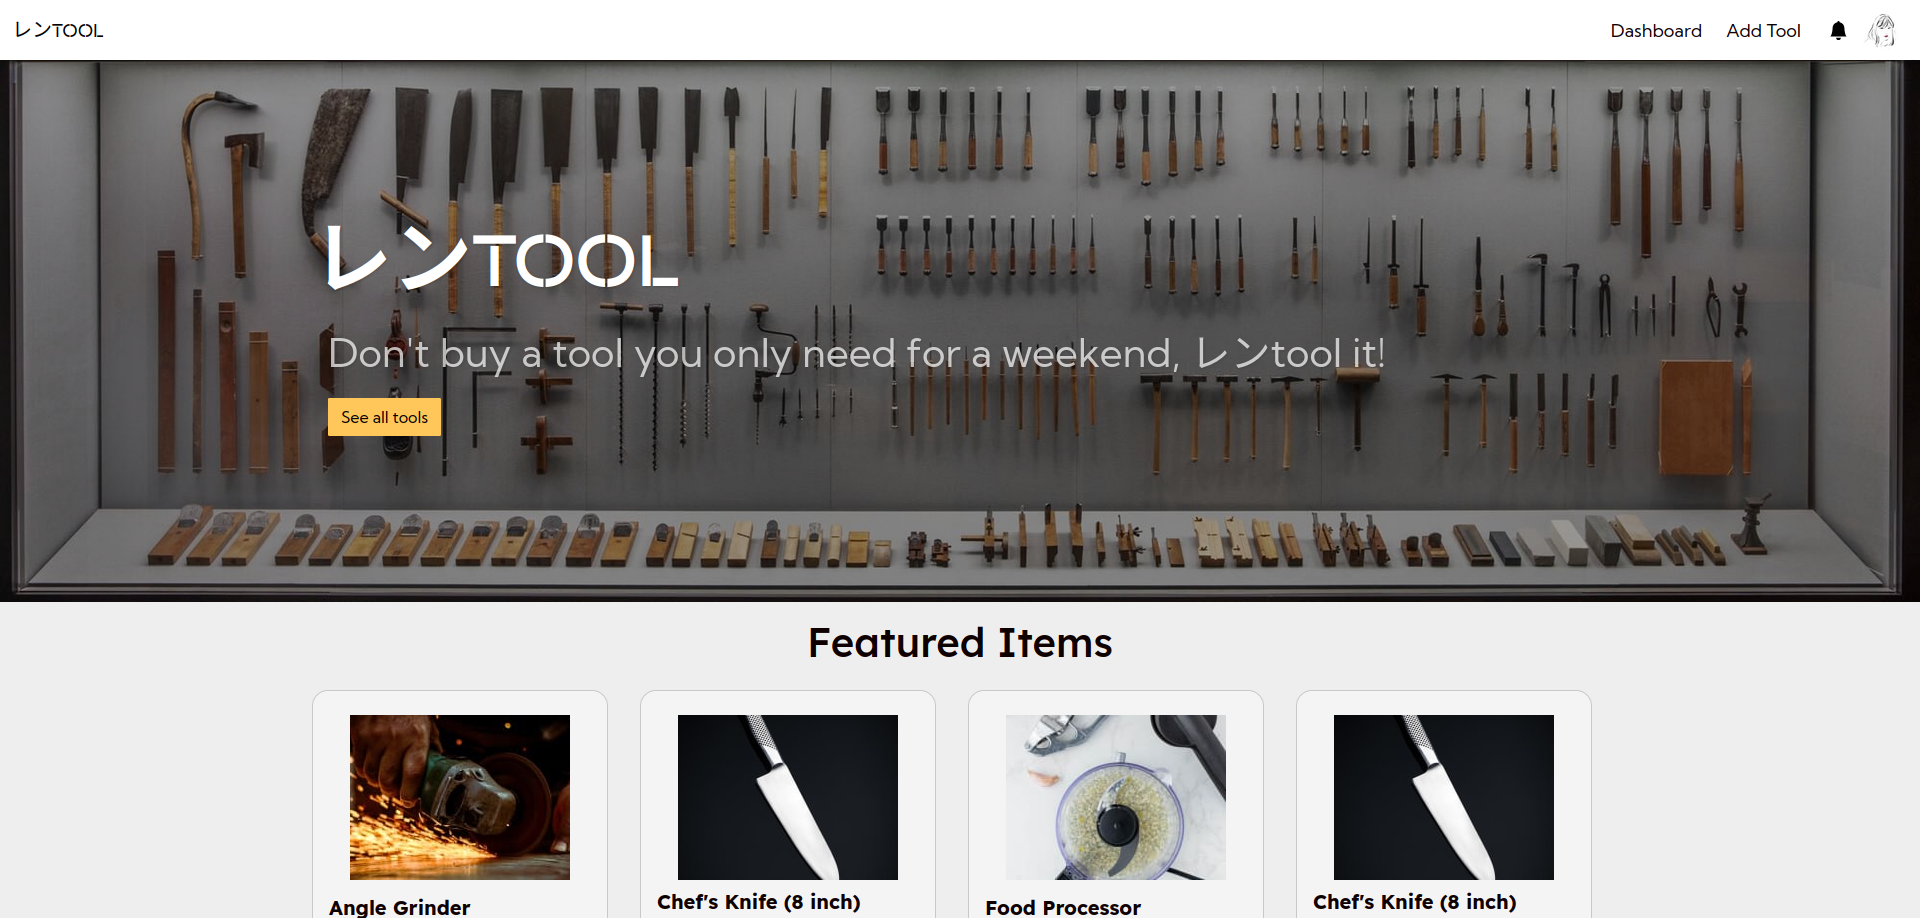 レンTOOL
Dashboard Add Tool
レンTOOL
Don't buy a tool you only need for a weekend, レンtool it!
See all tools
Featured Items
Angle Grinder
Chef's Knife (8 inch)
Food Processor
Chef's Knife (8 inch)